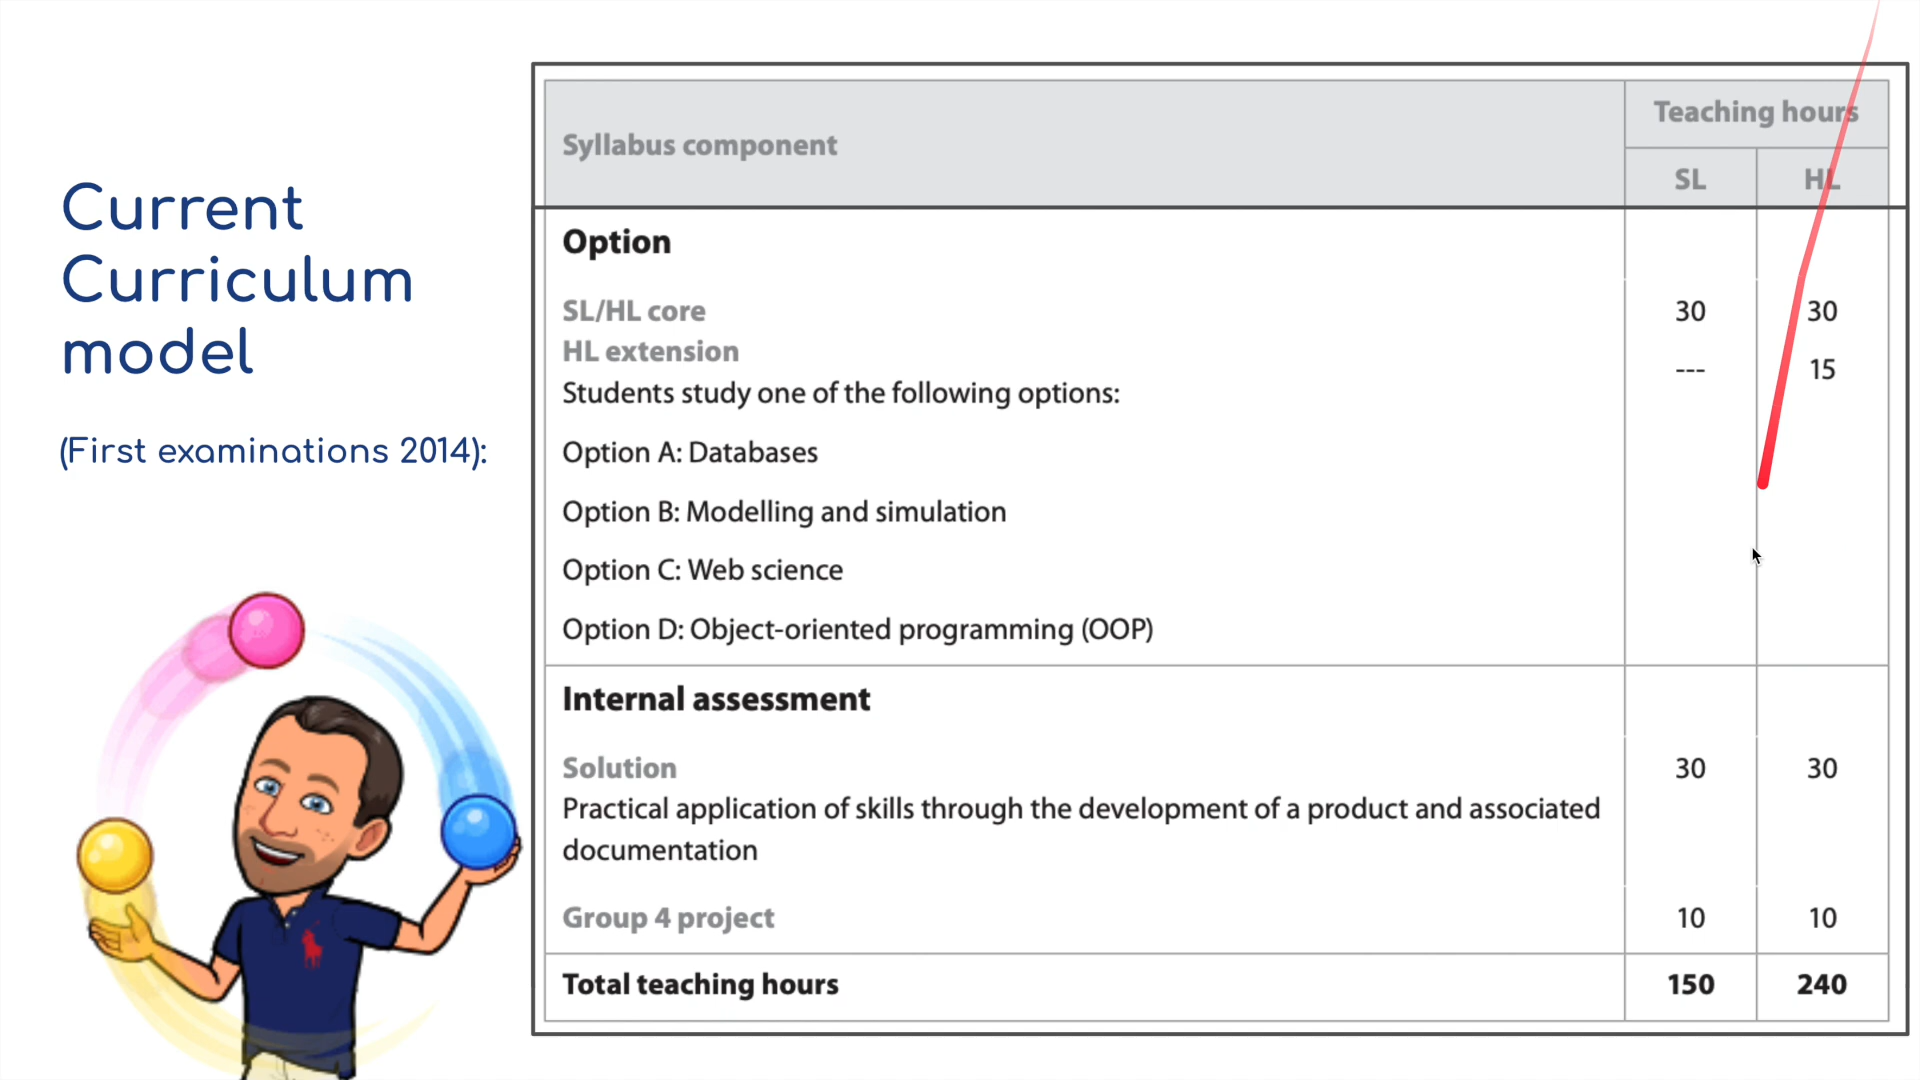 Current
Curriculum
model
(First examinations 2014):
Syllabus component
Teaching hours
SL HL
Option
SL/HL core 30 30
HL extension --- 15
Students study one of the following options:
Option A: Databases
Option B: Modelling and simulation
Option C: Web science
Option D: Object-oriented programming (OOP)
Internal assessment
Solution 30 30
Practical application of skills through the development of a product and associated
documentation
Group 4 project 10 10
Total teaching hours 150 240